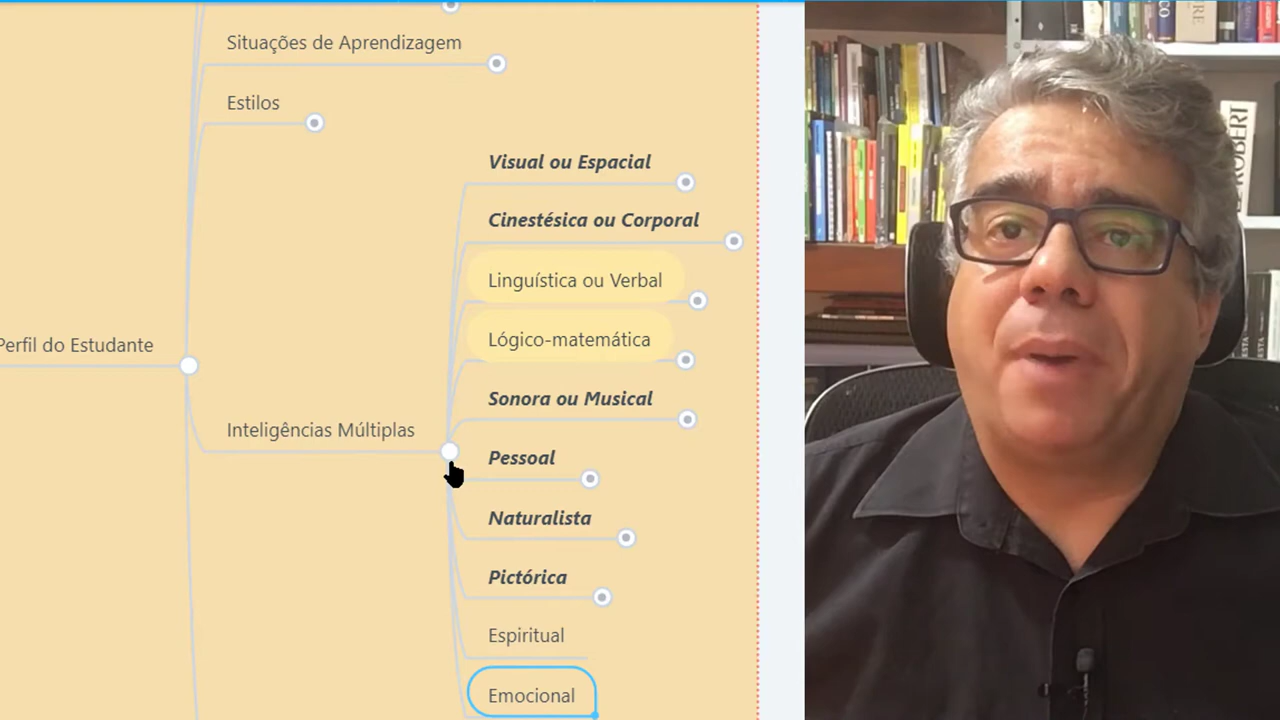 Situações de Aprendizagem
Estilos
Visual ou Espacial
Cinestésica ou Corporal
Linguística ou Verbal
Lógico-matemática
Perfil do Estudante
Sonora ou Musical
Inteligências Múltiplas
Pessoal
Naturalista
Pictórica
Espiritual
Emocional
ROBERT